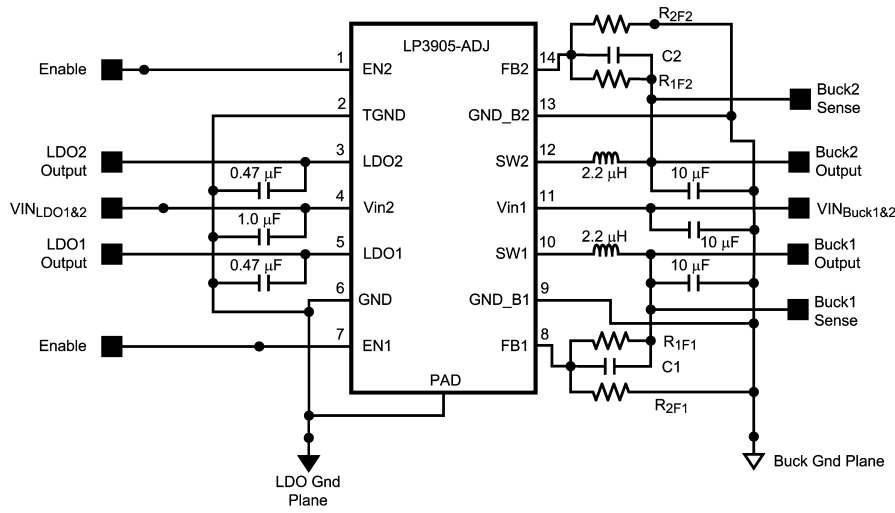 R2F2
LP3905-ADJ
1
EN2
FB2
14
C2
Enable
R1F2
Buck2
Sense
2
TGND
GND_B2
13
LDO2
Output
3
LDO2
SW2
12
2.2 µH
Buck2
Output
0.47 µF
10 µF
VINLDO1&2
4
Vin2
Vin1
11
VINBuck1&2
1.0 µF
2.2 µH
10 µF
LDO1
Output
5
LDO1
SW1
10
Buck1
Output
0.47 µF
10 µF
6
GND
GND_B1
9
Buck1
Sense
Enable
7
EN1
FB1
8
R1F1
C1
PAD
R2F1
LDO Gnd
Plane
Buck Gnd Plane